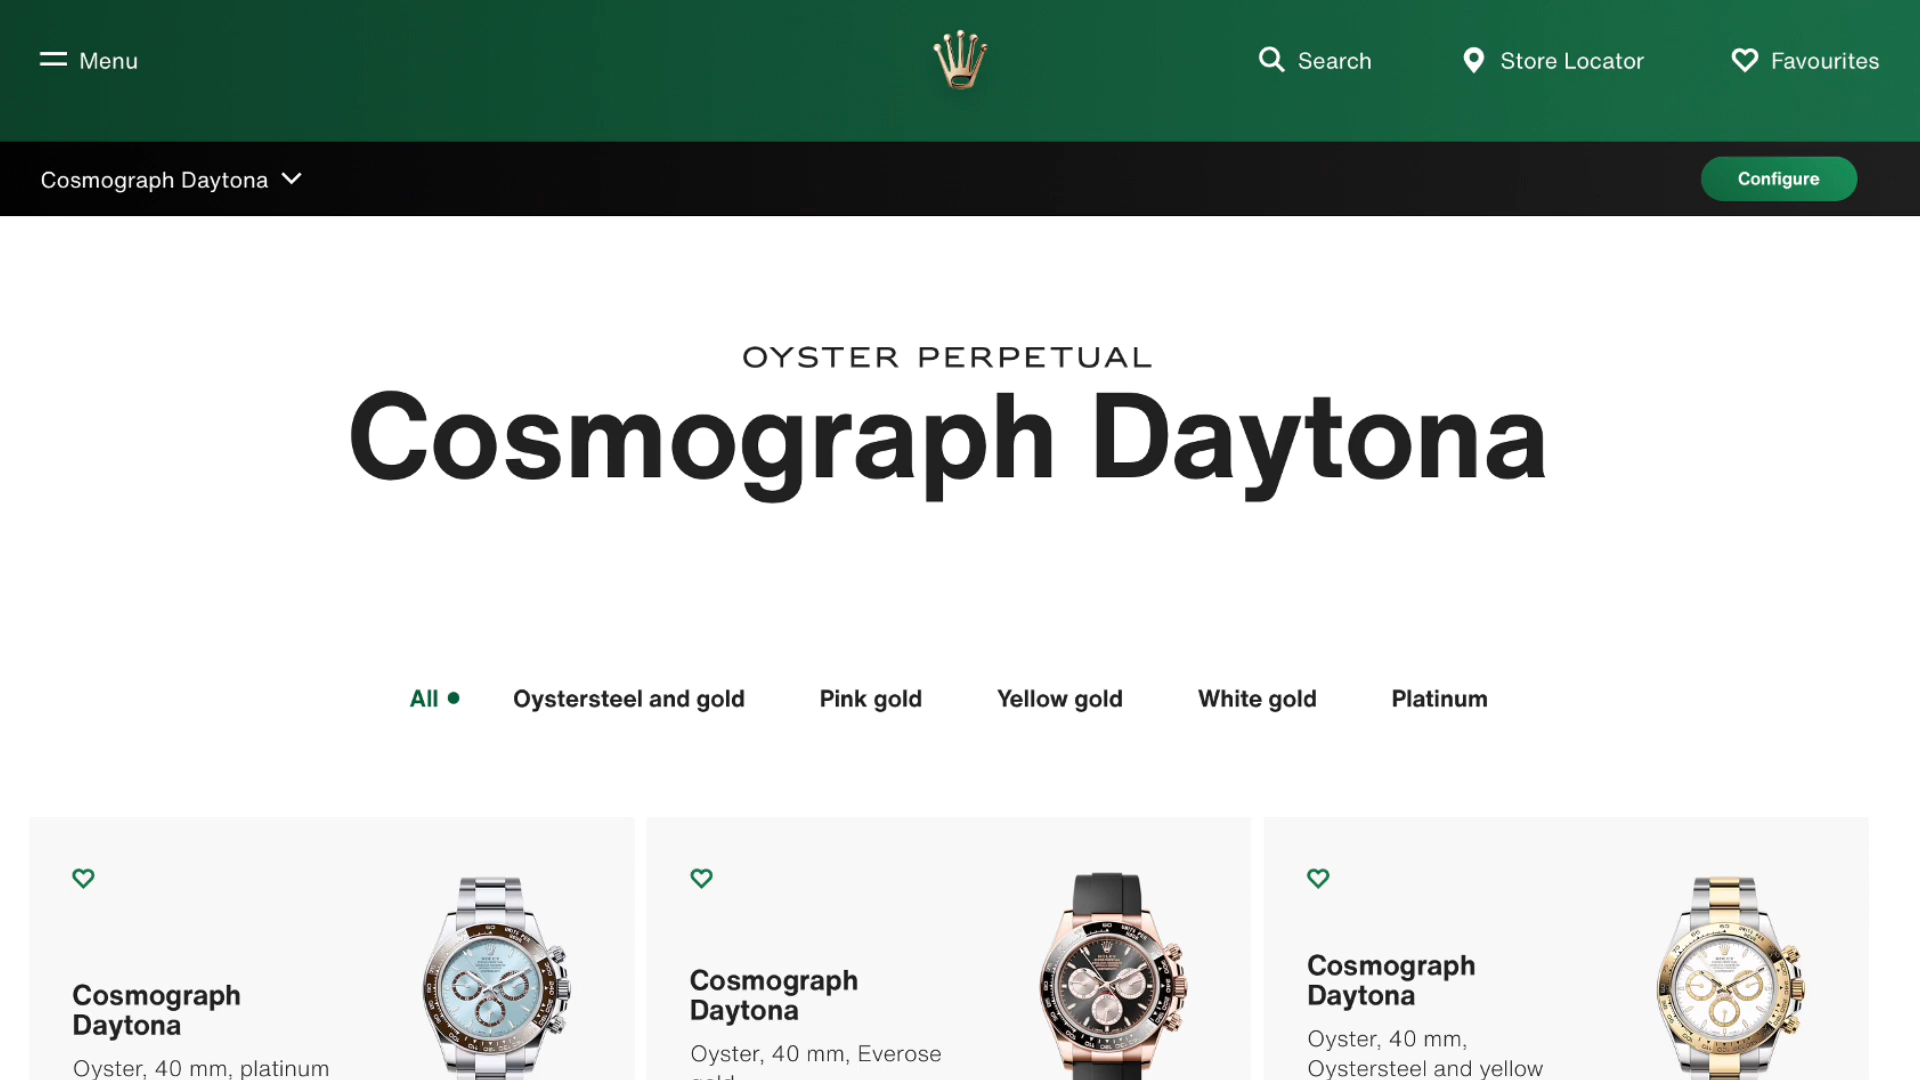 Menu
Search
Store Locator
Favourites
Cosmograph Daytona
Configure
OYSTER PERPETUAL
Cosmograph Daytona
All
Oystersteel and gold
Pink gold
Yellow gold
White gold
Platinum
Cosmograph
Daytona
Oyster, 40 mm, platinum
Cosmograph
Daytona
Oyster, 40 mm, Everose
Cosmograph
Daytona
Oyster, 40 mm,
Oystersteel and yellow